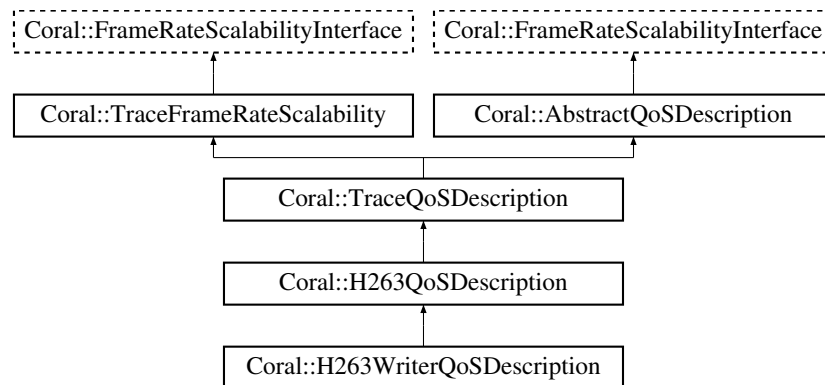 Coral::FrameRateScalabilityInterface
Coral::FrameRateScalabilityInterface
Coral::TraceFrameRateScalability
Coral::AbstractQoSDescription
Coral::TraceQoSDescription
Coral::H263QoSDescription
Coral::H263WriterQoSDescription